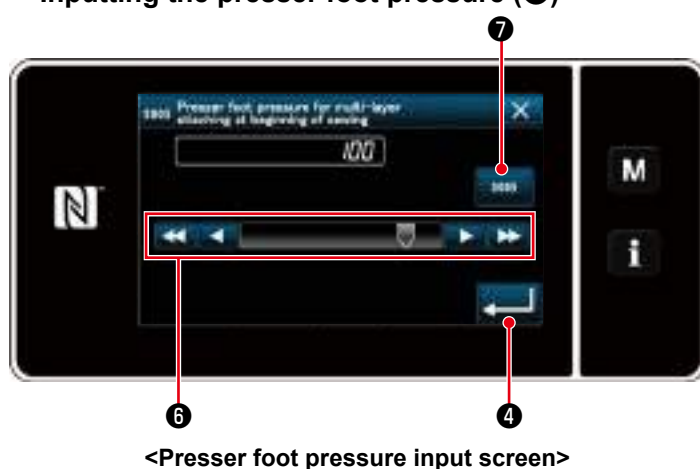 Inputting the presser foot pressure
❼
Presser foot pressure for multi-layer
stitching at beginning of sewing
100
M
i
❻
❹
<Presser foot pressure input screen>